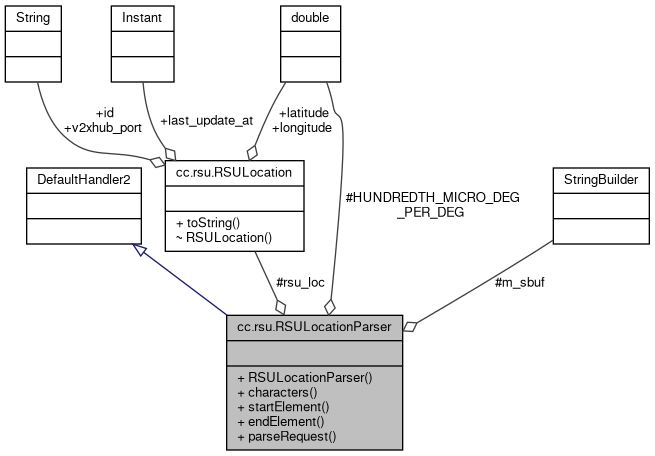 String
Instant
double
+id
+v2xhub_port
+last_update_at
+latitude
+longitude
DefaultHandler2
cc.rsu.RSULocation
+ toString()
~ RSULocation()
StringBuilder
#HUNDREDTH_MICRO_DEG
_PER_DEG
#rsu_loc
#m_sbuf
cc.rsu.RSULocationParser
+ RSULocationParser()
+ characters()
+ startElement()
+ endElement()
+ parseRequest()